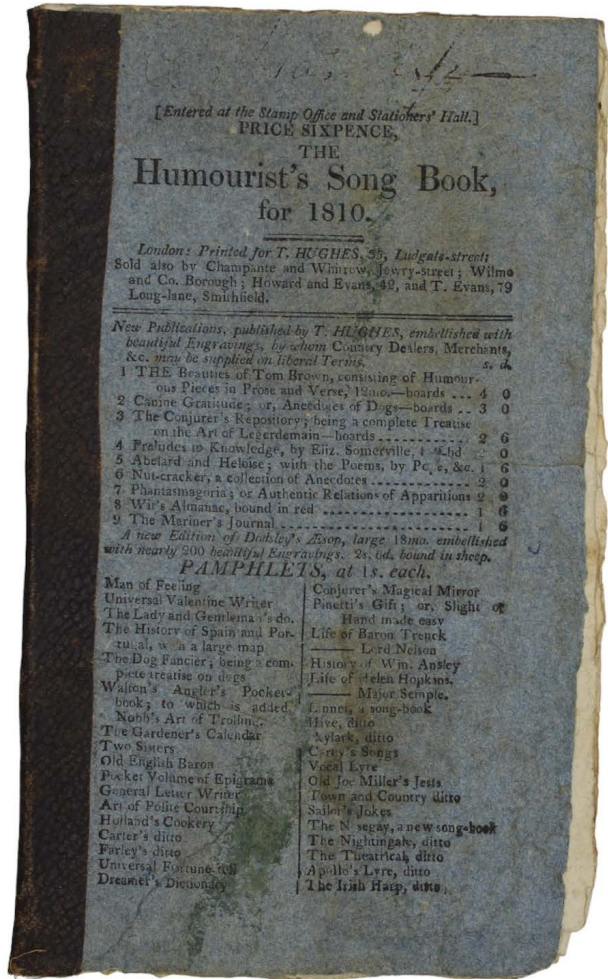 [Entered at the Stamp Office and Stationers' Hall.]
PRICE SIXPENCE,
THE
Humourist's Song Book,
for 1810.
London: Printed for T. HUGHES, 35, Ludgate-street;
Sold also by Champante and Whitrow, Jewry-street; Wilmo
and Co. Borough; Howard and Evans, 42, and T. Evans, 79
Long-lane, Smithfield.
New Publications, published by T. HUGHES, embellished with
beautiful Engravings, by whom Country Dealers, Merchants,
&c. may be supplied on liberal Terms. s. d.
1 THE Beauties of Tom Brown, consisting of Humour-
ous Pieces in Prose and Verse, 12mo.—boards ... 4 0
2 Canine Gratitude; or, Anecdotes of Dogs—boards .. 3 0
3 The Conjurer's Repository; being a complete Treatise
on the Art of Legerdemain—boards ........... 2 6
4 Preludes to Knowledge, by Eliz. Somerville, bd 0
5 Abelard and Heloise; with the Poems, by Pope, &c. 1 6
6 Nut-cracker, a collection of Anecdotes ........... 2 0
7 Phantasmagoria; or Authentic Relations of Apparitions 2
8 Wit's Almanac, bound in red .................. 1 6
9 The Mariner's Journal ...................... 1 6
A new Edition of Dodsley's Æsop, large 18mo. embellished
with nearly 200 beautiful Engravings. 2s. 6d. bound in sheep.
PAMPHLETS, at 1s. each.
Man of Feeling
Universal Valentine Writer
The Lady and Gentleman's do.
The History of Spain and Por-
tugal, with a large map
The Dog Fancier; being a com-
plete treatise on dogs
Walton's Angler's Pocket-
book; to which is added,
Nobb's Art of Trolling.
The Gardener's Calendar
Two Sisters
Old English Baron
Pocket Volume of Epigrams
General Letter Writer
Art of Polite Courtship
Holland's Cookery
Carter's ditto
Farley's ditto
Universal Fortune
Dreamer's Dictionary
Conjurer's Magical Mirror
Pinetti's Gift; or, Slight of
Hand made easy
Life of Baron Trenck
—— Lord Nelson
History of Wm. Ansley
Life of Helen Hopkins.
—— Major Semple.
Linnet, a song-book
Hive, ditto
Skylark, ditto
Carey's Songs
Vocal Lyre
Old Joe Miller's Jests
Town and Country ditto
Sailor's Jokes
The Nosegay, a new song-book
The Nightingale, ditto
The Theatrical, ditto
Apollo's Lyre, ditto
The Irish Harp, ditto,